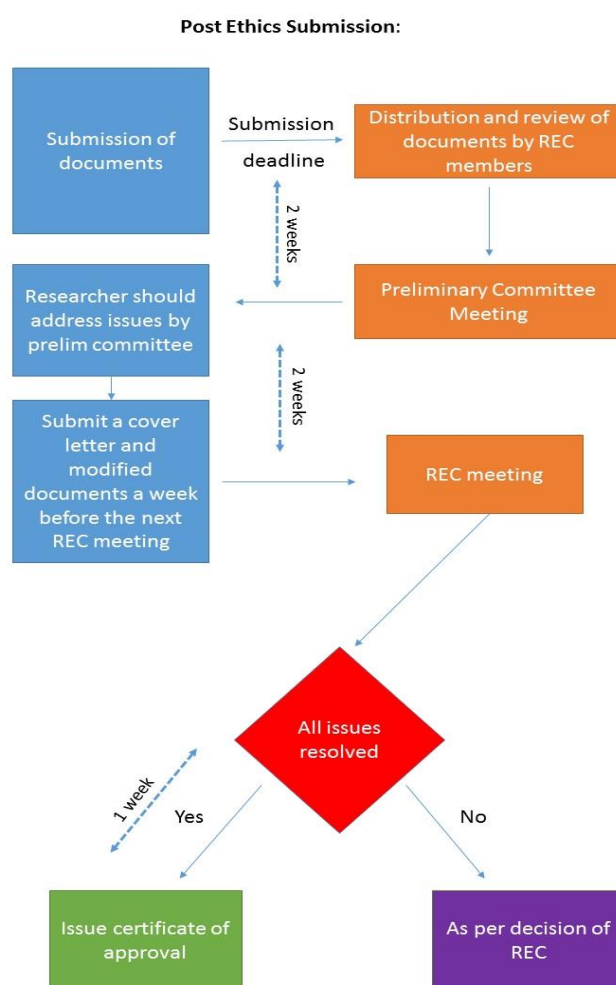 Post Ethics Submission:
Submission of
documents
Submission
deadline
Distribution and review of
documents by REC
members
2 weeks
Researcher should
address issues by
prelim committee
Preliminary Committee
Meeting
2 weeks
Submit a cover
letter and
modified
documents a week
before the next
REC meeting
REC meeting
All issues
resolved
1 week
Yes
No
Issue certificate of
approval
As per decision of
REC